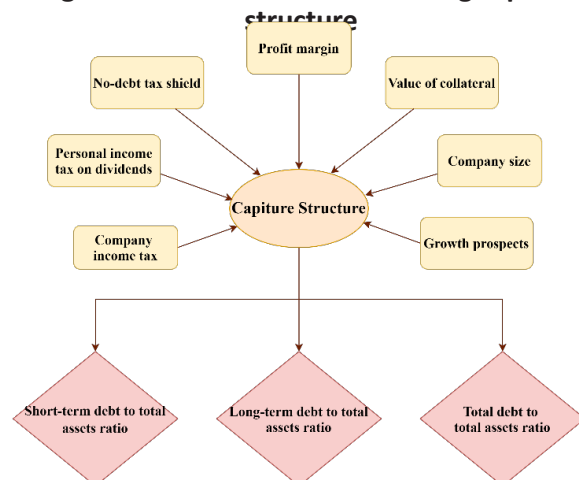 structure
Profit margin
No-debt tax shield
Value of collateral
Personal income
tax on dividends
Company size
Capiture Structure
Company
income tax
Growth prospects
Short-term debt to total
assets ratio
Long-term debt to total
assets ratio
Total debt to
total assets ratio